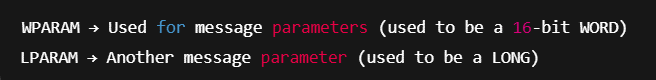 WPARAM → Used for message parameters (used to be a 16-bit WORD)
LPARAM → Another message parameter (used to be a LONG)